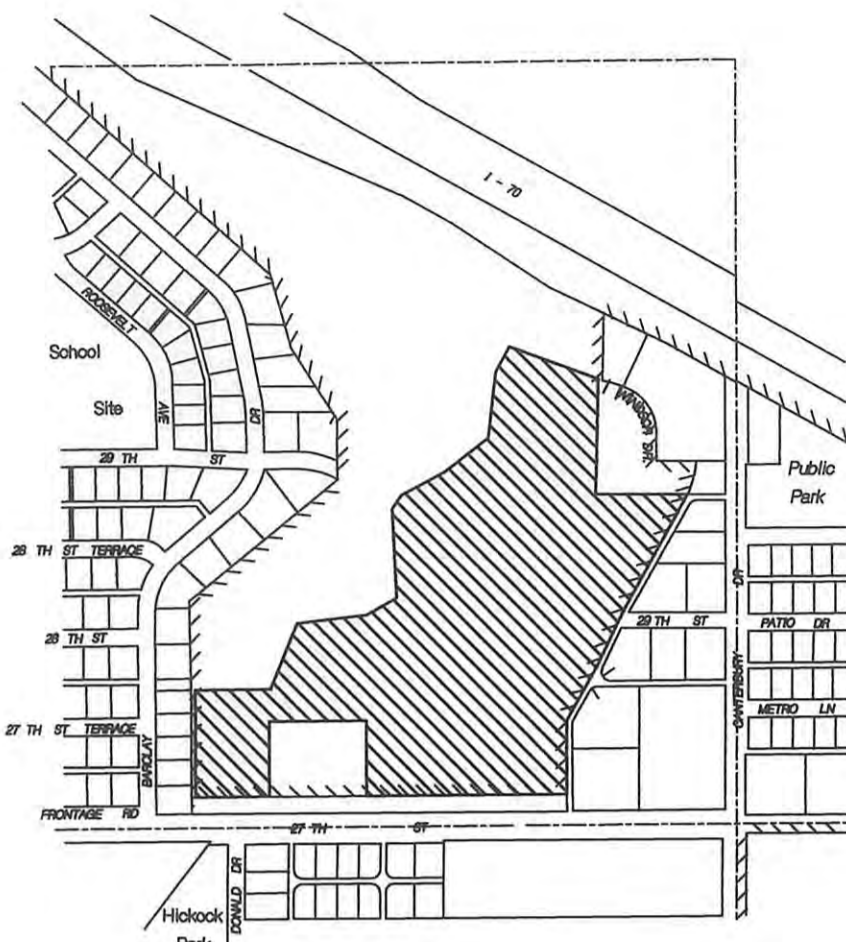 I - 70
ROOSEVELT
AVE
School
Site
DR
WINDSOR DR.
Public
Park
29 TH ST
28 TH ST TERRACE
DR
29 TH ST
PATIO DR
28 TH ST
CANTERBURY
METRO LN
27 TH ST TERRACE
BARCLAY
FRONTAGE RD
27 TH ST
DONALD DR
Hickock
Park